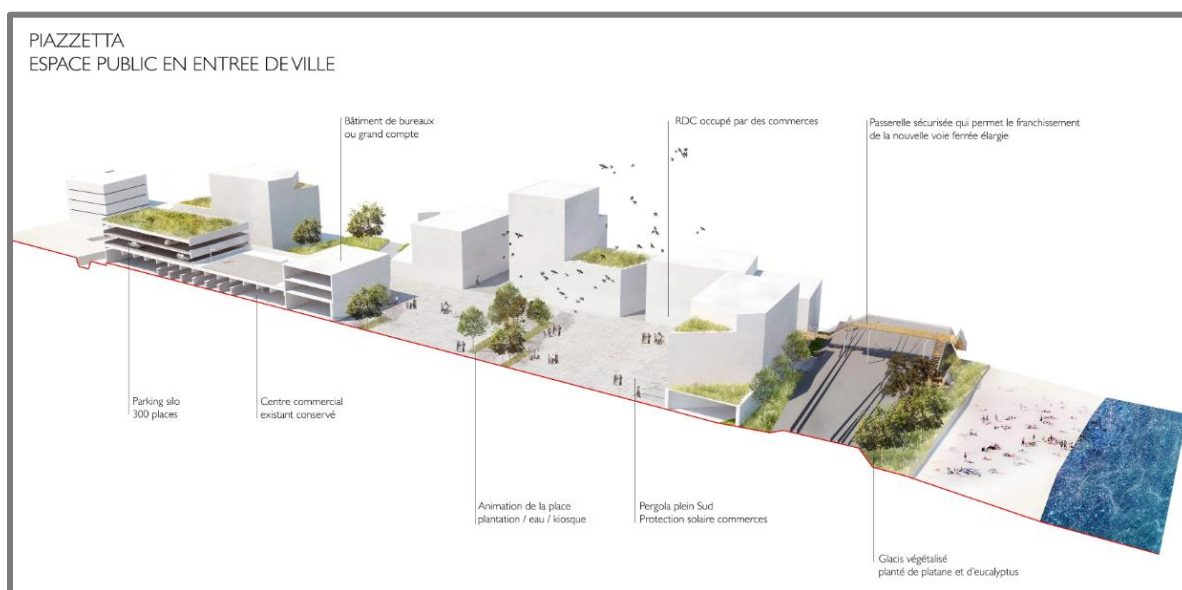 PIAZZETTA
ESPACE PUBLIC EN ENTREE DE VILLE
Bâtiment de bureaux
ou grand compte
RDC occupé par des commerces
Passerelle sécurisée qui permet le franchissement
de la nouvelle voie ferrée élargie
Parking silo
300 places
Centre commercial
existant conservé
Animation de la place
plantation / eau / kiosque
Pergola plein Sud
Protection solaire commerces
Glacis végétalisé
planté de platane et d'eucalyptus